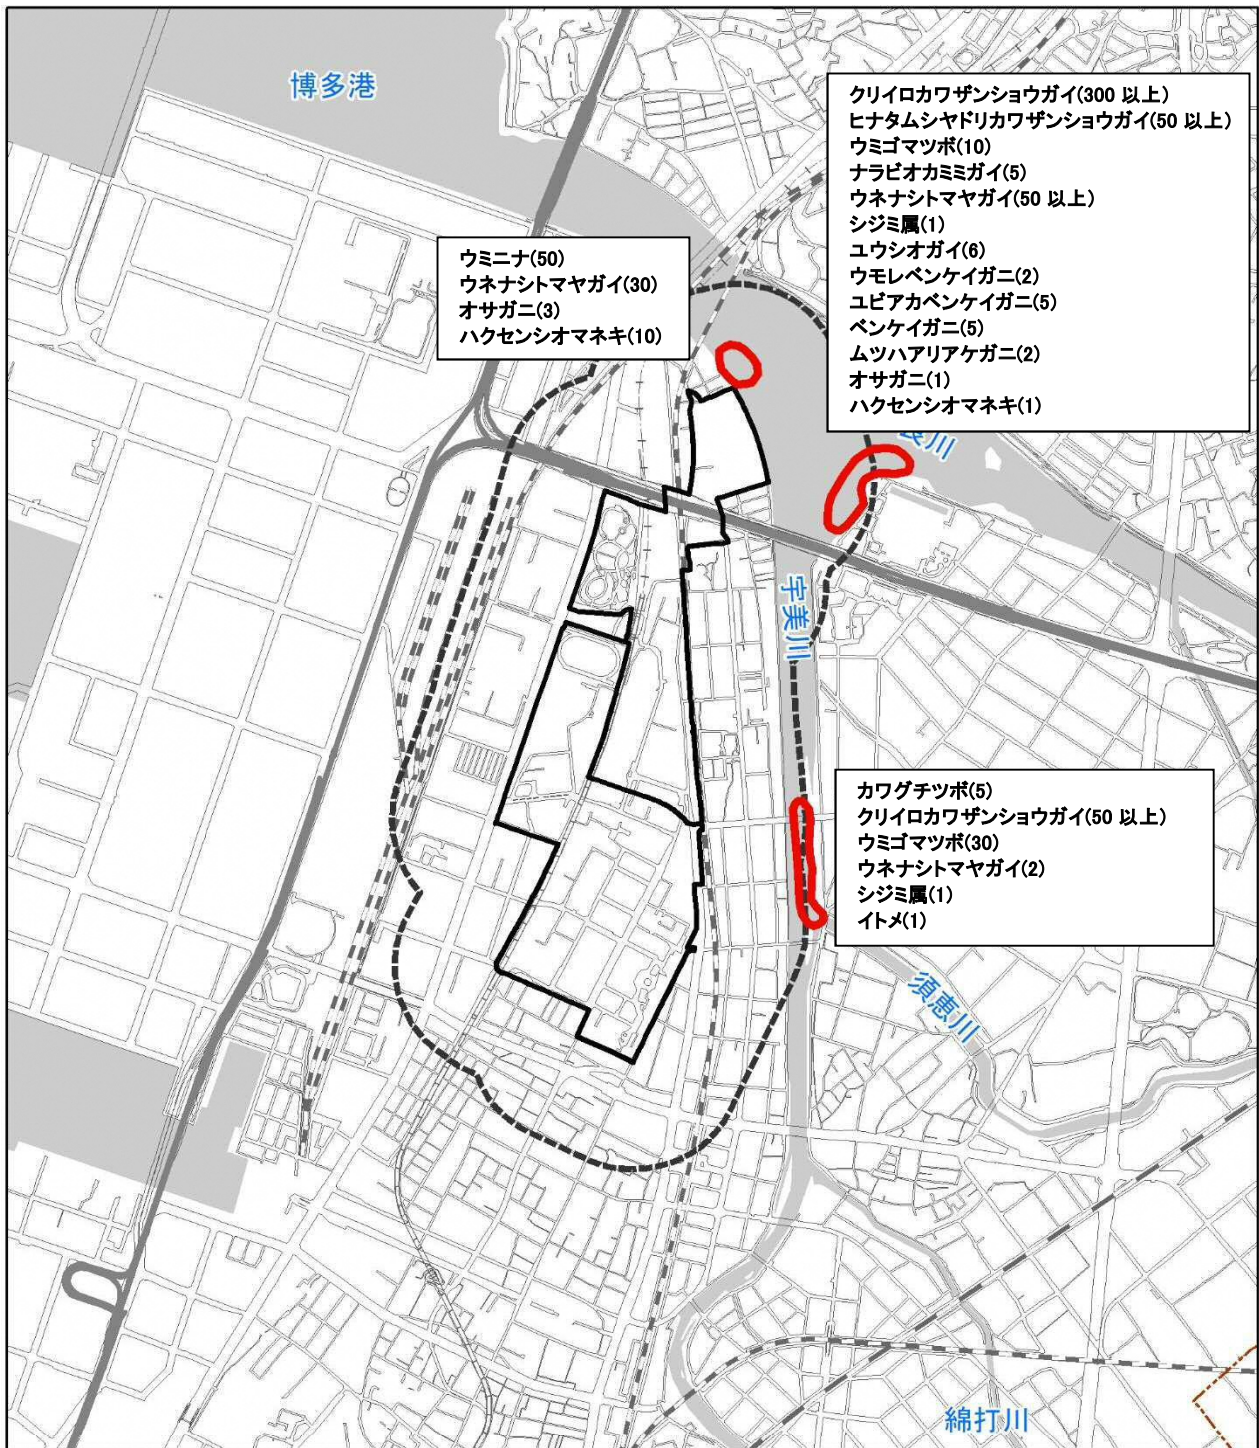 博多港
クリイロカワザンショウガイ(300 以上)
ヒナタムシヤドリカワザンショウガイ(50 以上)
ウミゴマツボ(10)
ナラビオカミミガイ(5)
ウネナシトマヤガイ(50 以上)
シジミ属(1)
ユウシオガイ(6)
ウモレベンケイガニ(2)
ユビアカベンケイガニ(5)
ベンケイガニ(5)
ムツハアリアケガニ(2)
オサガニ(1)
ハクセンシオマネキ(1)
ウミニナ(50)
ウネナシトマヤガイ(30)
オサガニ(3)
ハクセンシオマネキ(10)
良川
宇美川
カワグチツボ(5)
クリイロカワザンショウガイ(50 以上)
ウミゴマツボ(30)
ウネナシトマヤガイ(2)
シジミ属(1)
イトメ(1)
須恵川
綿打川